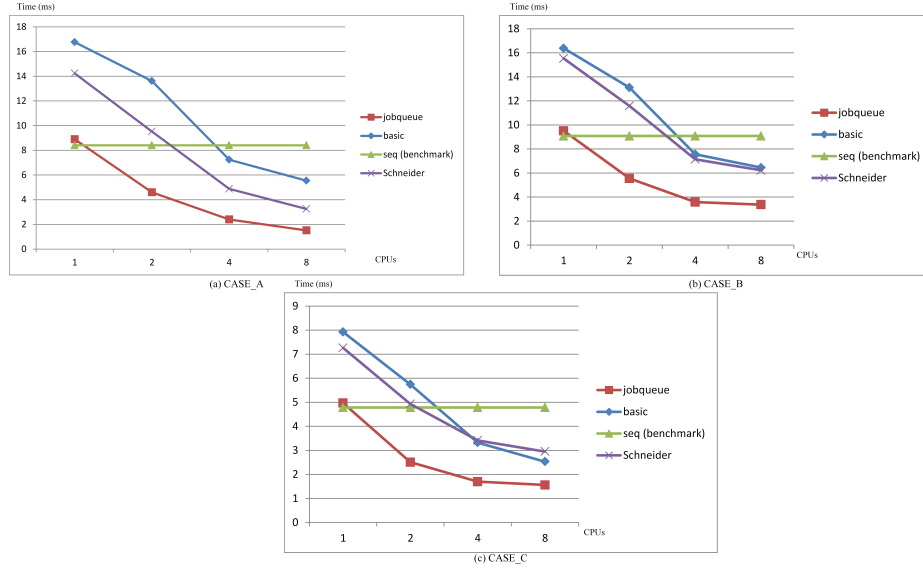 Time (ms)
18
16
14
12
10
8
6
4
2
0
1
2
4
8
CPUs
jobqueue
basic
seq (benchmark)
Schneider
(a) CASE_A
Time (ms)
18
16
14
12
10
8
6
4
2
0
1
2
4
8
CPUs
jobqueue
basic
seq (benchmark)
Schneider
(b) CASE_B
Time (ms)
9
8
7
6
5
4
3
2
1
0
1
2
4
8
CPUs
jobqueue
basic
seq (benchmark)
Schneider
(c) CASE_C